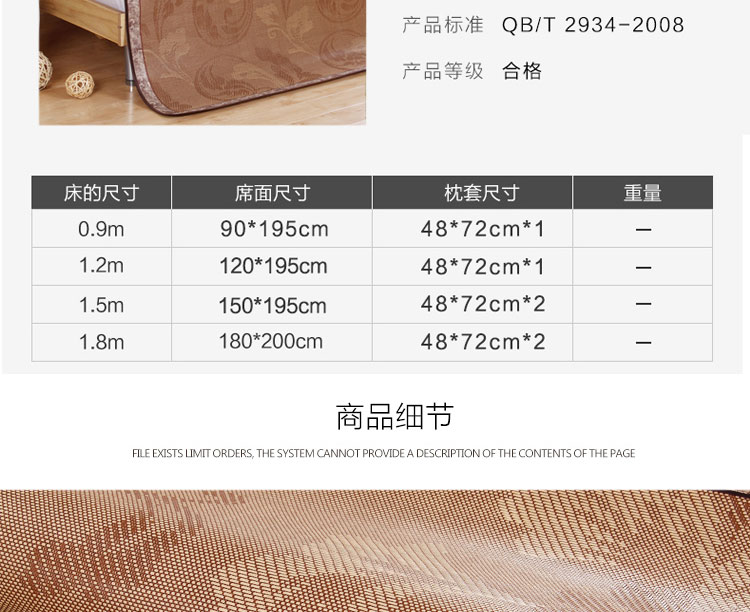 产品标准 QB/T 2934-2008
产品等级 合格
床的尺寸 席面尺寸 枕套尺寸 重量
0.9m 90*195cm 48*72cm*1 —
1.2m 120*195cm 48*72cm*1 —
1.5m 150*195cm 48*72cm*2 —
1.8m 180*200cm 48*72cm*2 —
商品细节
FILE EXISTS LIMIT ORDERS, THE SYSTEM CANNOT PROVIDE A DESCRIPTION OF THE CONTENTS OF THE PAGE